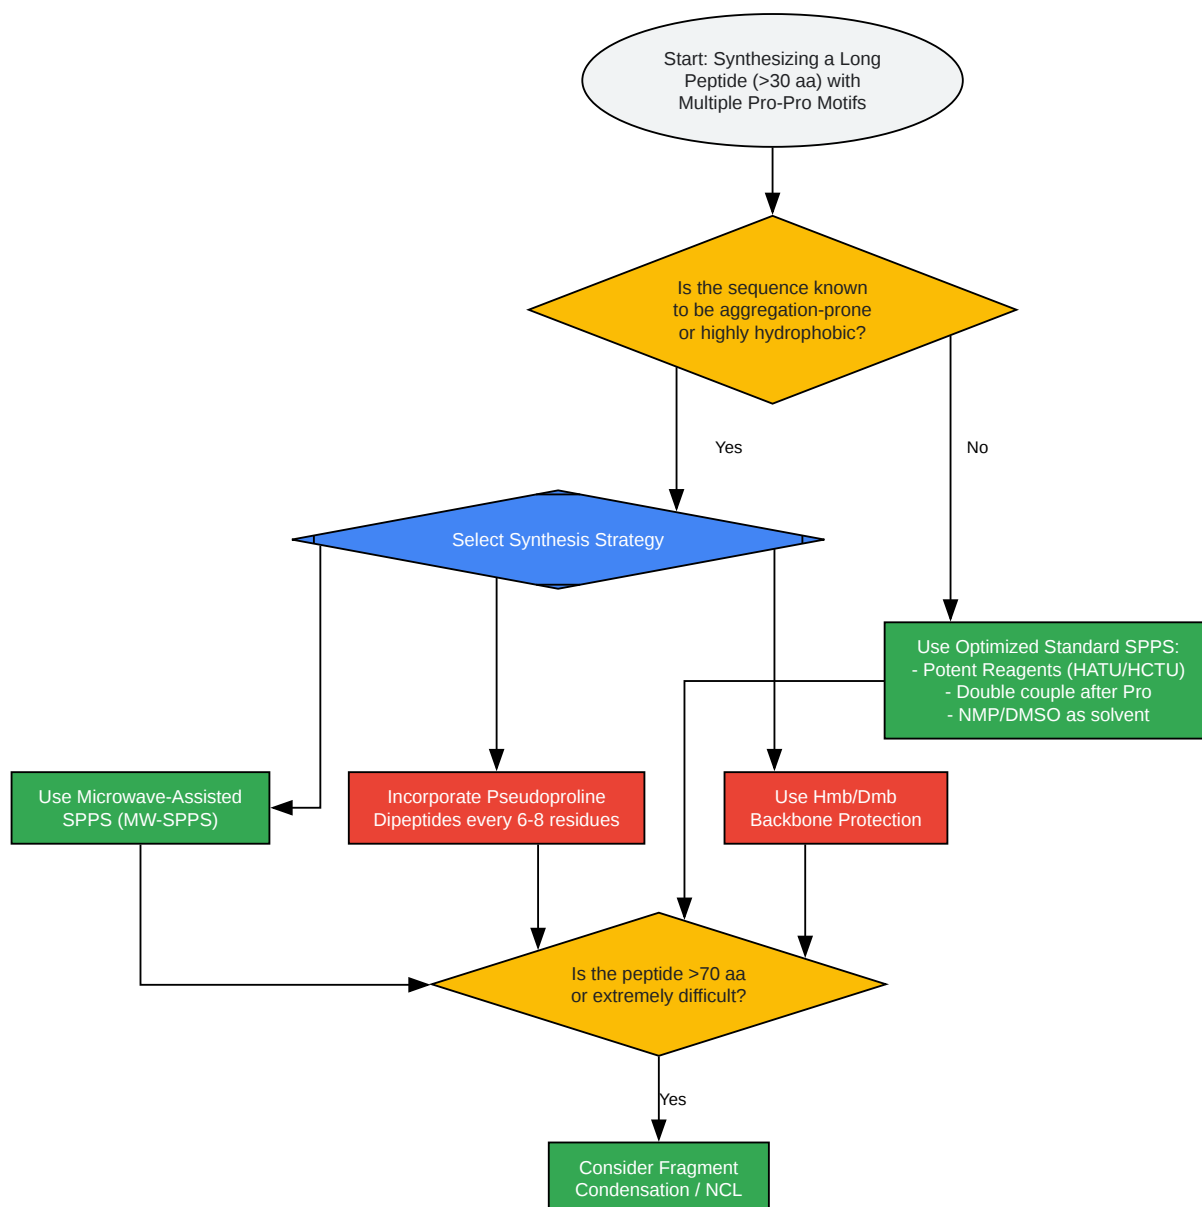 Start: Synthesizing a Long
Peptide (>30 aa) with
Multiple Pro-Pro Motifs
Is the sequence known
to be aggregation-prone
or highly hydrophobic?
Yes
No
Select Synthesis Strategy
Use Optimized Standard SPPS:
- Potent Reagents (HATU/HCTU)
- Double couple after Pro
- NMP/DMSO as solvent
Use Microwave-Assisted
SPPS (MW-SPPS)
Incorporate Pseudoproline
Dipeptides every 6-8 residues
Use Hmb/Dmb
Backbone Protection
Is the peptide >70 aa
or extremely difficult?
Yes
Consider Fragment
Condensation / NCL